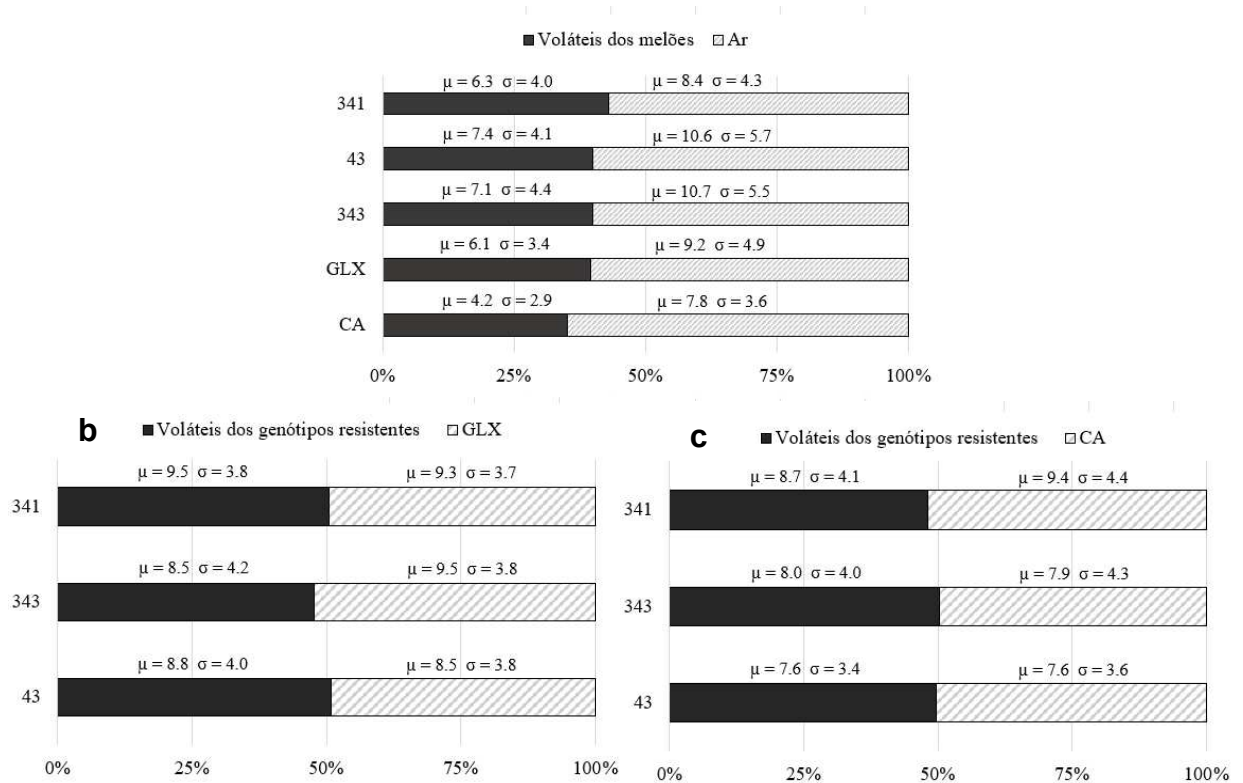 Voláteis dos melões Ar
μ = 6.3 σ = 4.0 μ = 8.4 σ = 4.3
341
μ = 7.4 σ = 4.1 μ = 10.6 σ = 5.7
43
μ = 7.1 σ = 4.4 μ = 10.7 σ = 5.5
343
μ = 6.1 σ = 3.4 μ = 9.2 σ = 4.9
GLX
μ = 4.2 σ = 2.9 μ = 7.8 σ = 3.6
CA
0% 25% 50% 75% 100%
b Voláteis dos genótipos resistentes GLX
μ = 9.5 σ = 3.8 μ = 9.3 σ = 3.7
341
μ = 8.5 σ = 4.2 μ = 9.5 σ = 3.8
343
μ = 8.8 σ = 4.0 μ = 8.5 σ = 3.8
43
0% 25% 50% 75% 100%
c Voláteis dos genótipos resistentes CA
μ = 8.7 σ = 4.1 μ = 9.4 σ = 4.4
341
μ = 8.0 σ = 4.0 μ = 7.9 σ = 4.3
343
μ = 7.6 σ = 3.4 μ = 7.6 σ = 3.6
43
0% 25% 50% 75% 100%